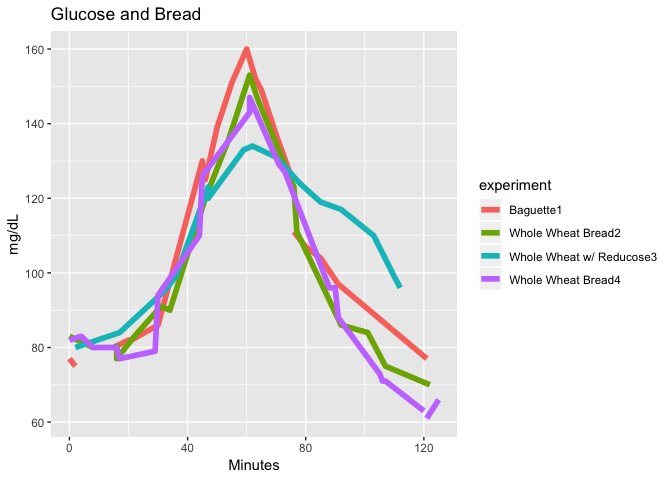 Glucose and Bread
160
140
120
100
80
60
mg/dL
0
40
80
120
Minutes
experiment
Baguette1
Whole Wheat Bread2
Whole Wheat w/ Reducose3
Whole Wheat Bread4